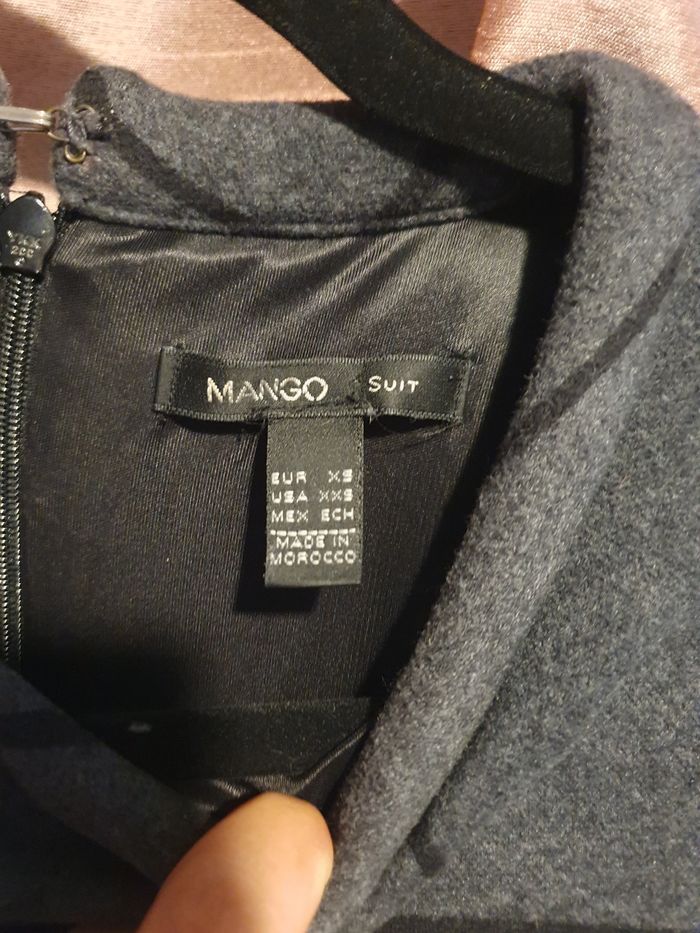 MANGO SUIT
EUR XS
USA XXS
MEX ECH
MADE IN
MOROCCO